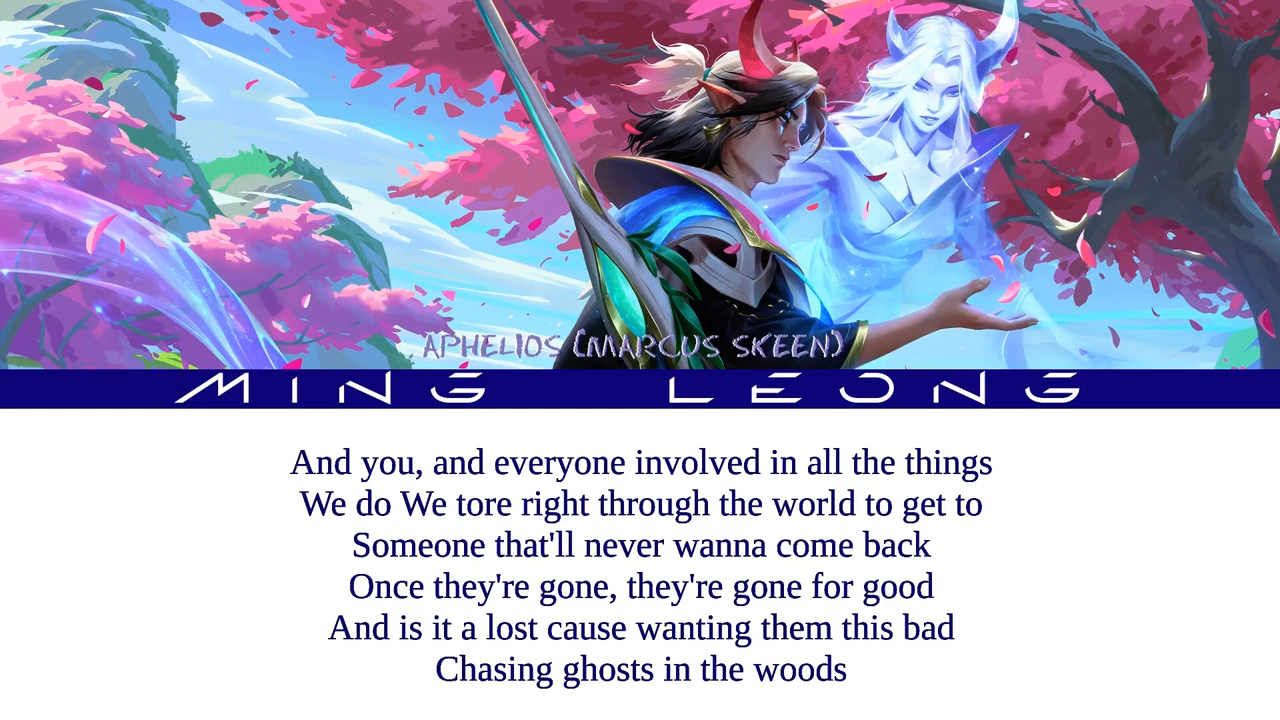 APHELIOS (MARCUS SKEEN)
MING LEONG
And you, and everyone involved in all the things
We do We tore right through the world to get to
Someone that'll never wanna come back
Once they're gone, they're gone for good
And is it a lost cause wanting them this bad
Chasing ghosts in the woods